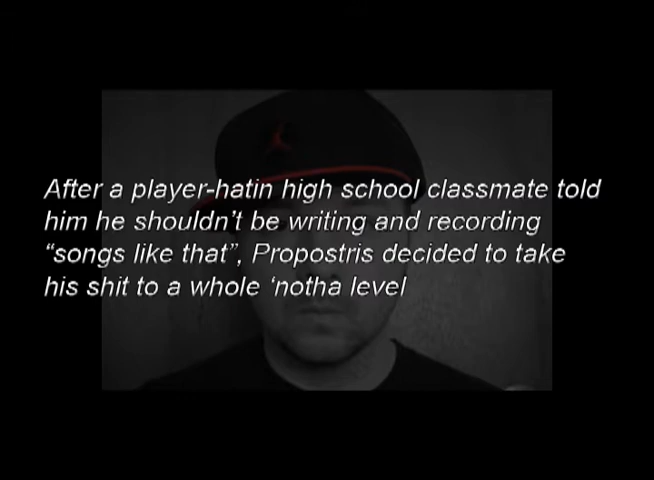 After a player-hatin high school classmate told
him he shouldn't be writing and recording
“songs like that”, Propostris decided to take
his shit to a whole ‘notha level